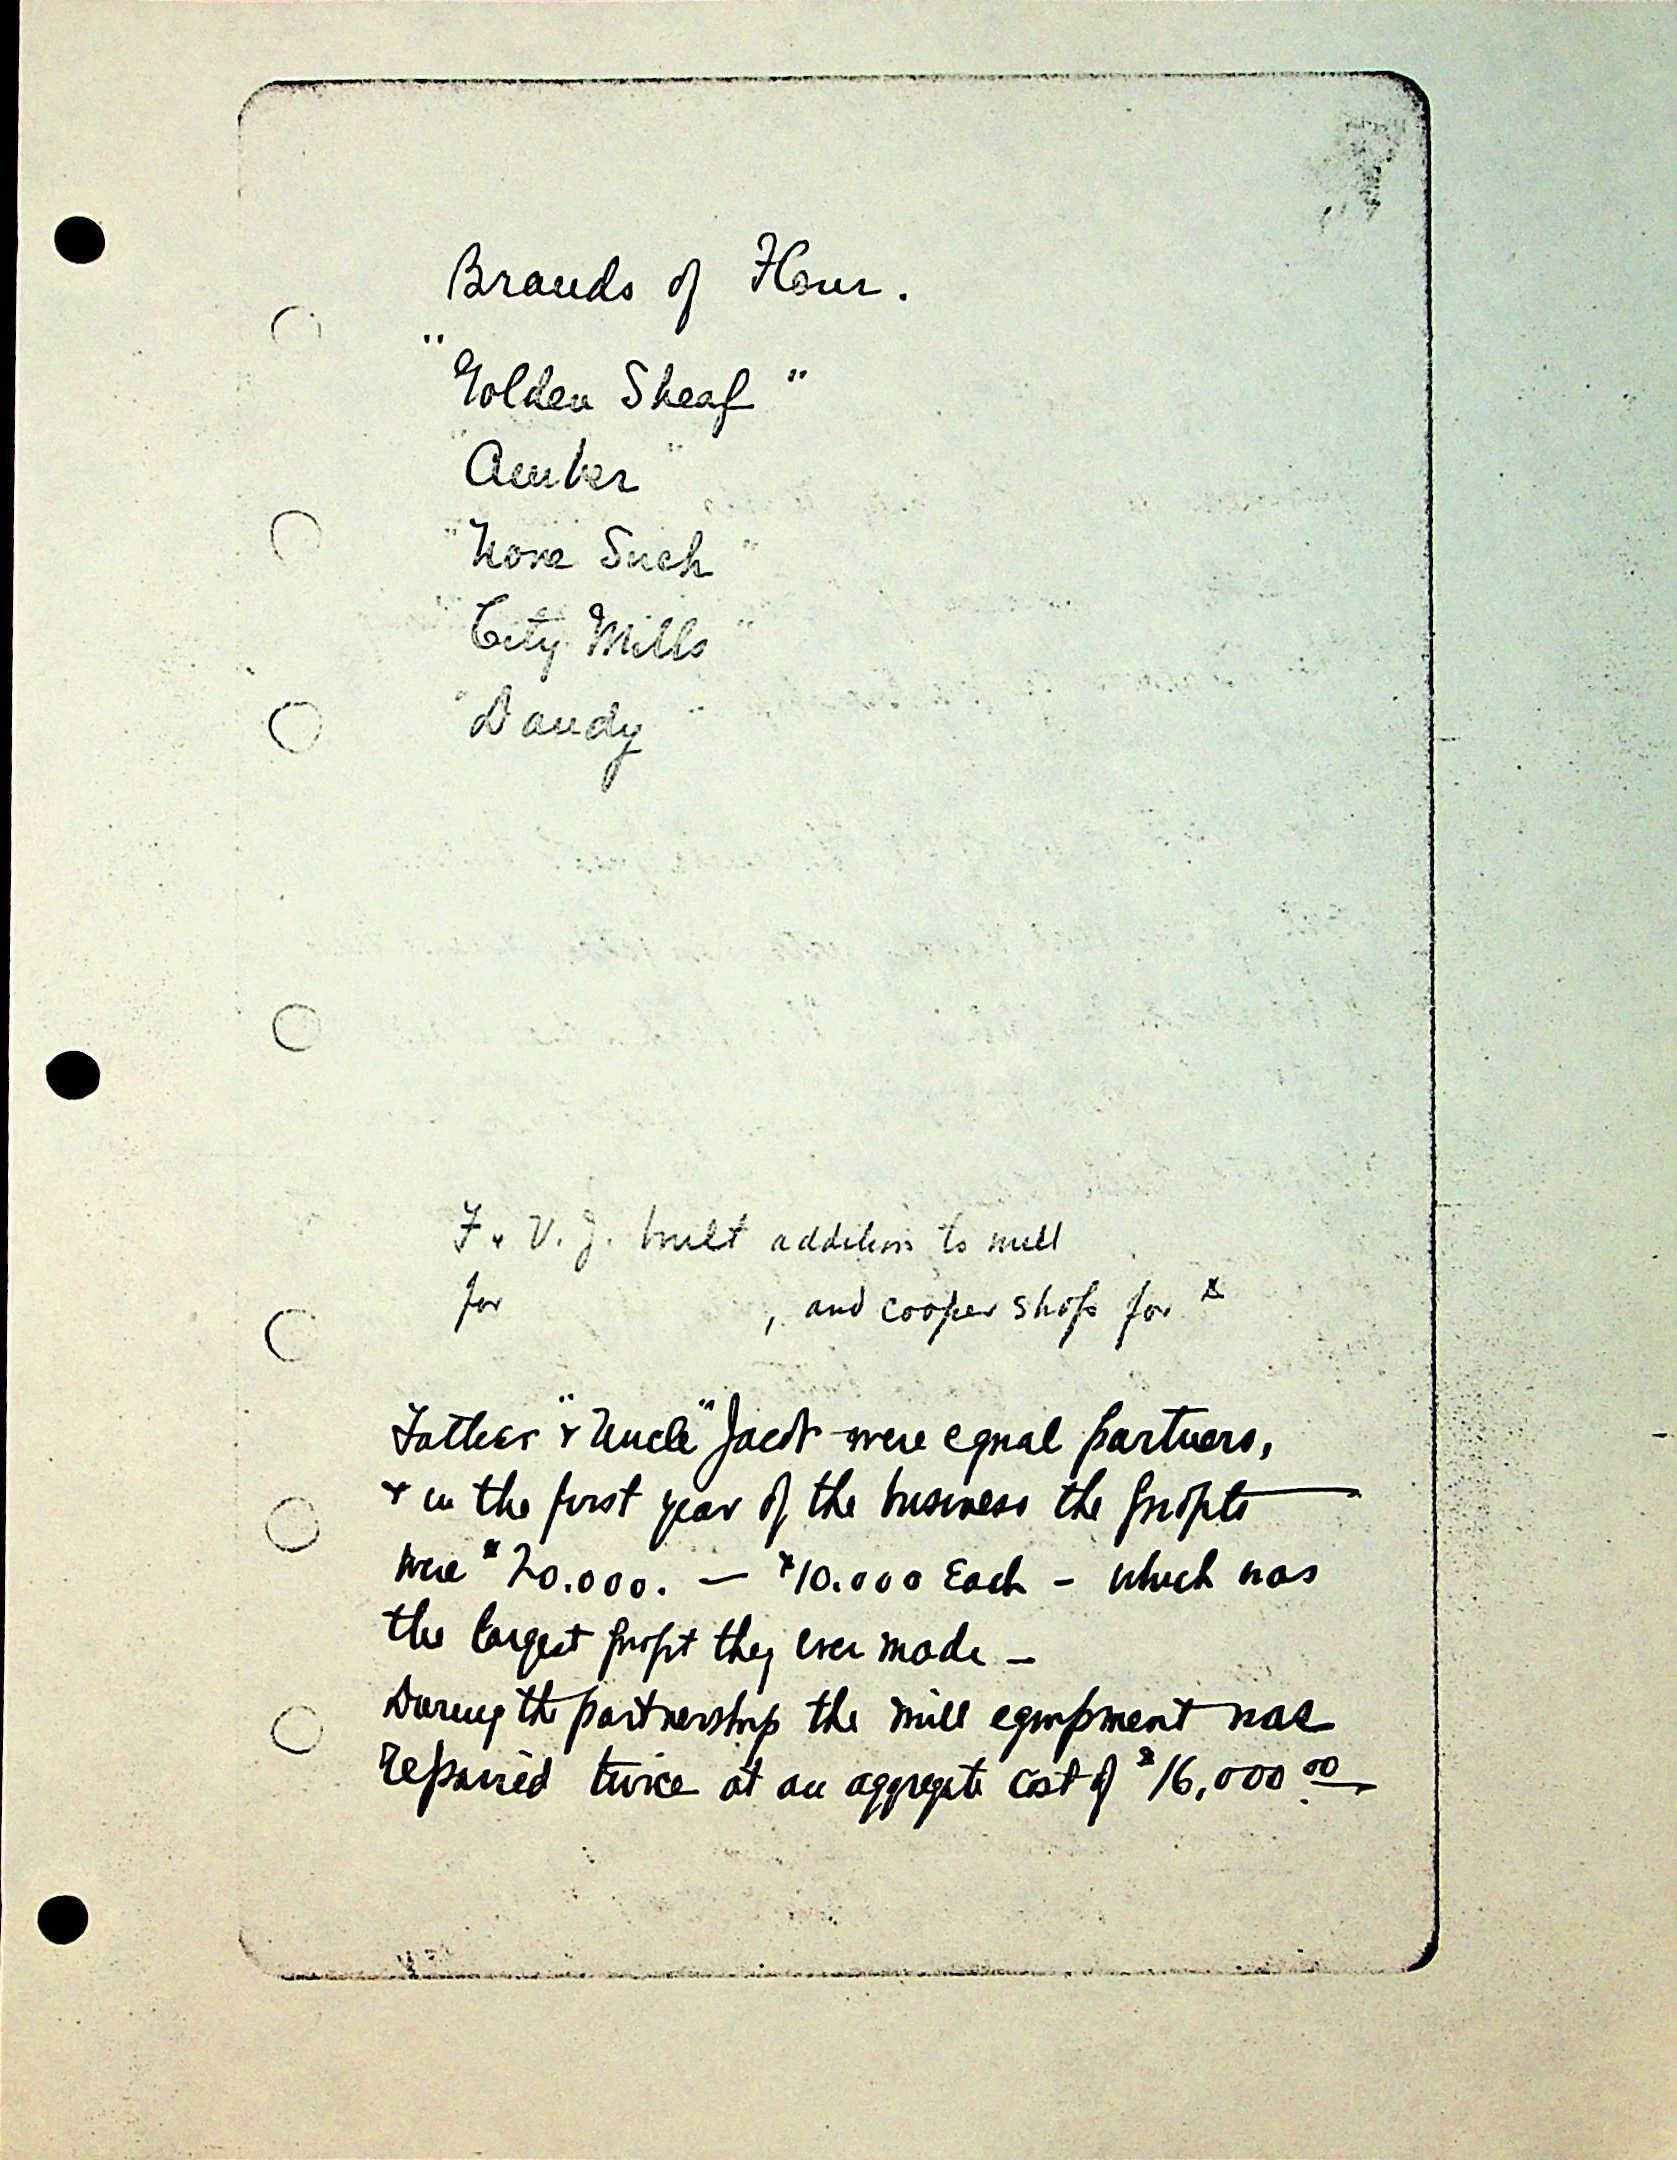 Brands of Flour.
"Golden Sheaf"
"Amber"
"None Such"
"City Mills"
"Dandy"
F. & U. J. built addition to mill
for , and cooper shop for $
Father & "Uncle" Jacob were equal partners,
& in the first year of the business the profits
were $20.000. — $10.000 Each – which was
the largest profit they ever made –
During the partnership the mill equipment was
repaired twice at an aggregate cost of $16,000.00